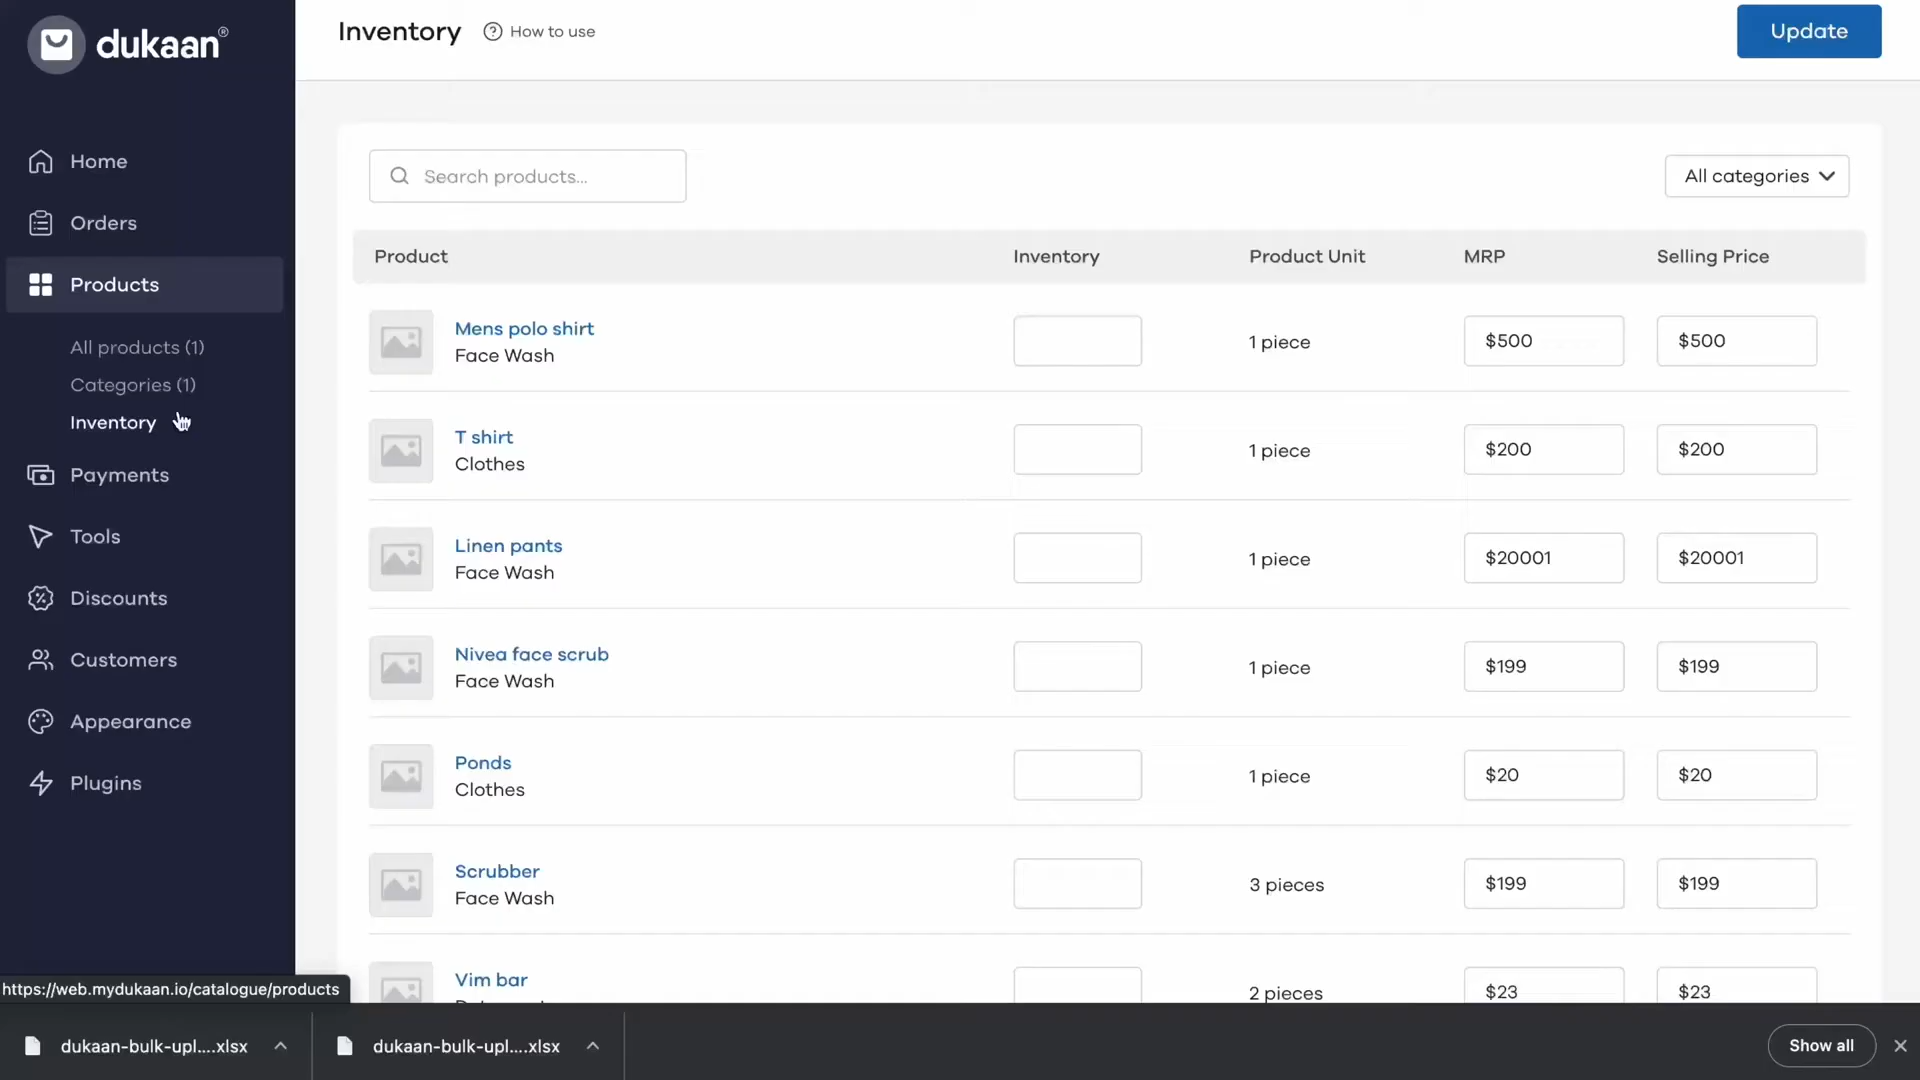 dukaan®
Inventory
How to use
Update
Home
Orders
Products
All products (1)
Categories (1)
Inventory
Payments
Tools
Discounts
Customers
Appearance
Plugins
Search products...
All categories
Product Inventory Product Unit MRP Selling Price
Mens polo shirt
Face Wash
1 piece $500 $500
T shirt
Clothes
1 piece $200 $200
Linen pants
Face Wash
1 piece $20001 $20001
Nivea face scrub
Face Wash
1 piece $199 $199
Ponds
Clothes
1 piece $20 $20
Scrubber
Face Wash
3 pieces $199 $199
Vim bar
2 pieces $23 $23
https://web.mydukaan.io/catalogue/products
dukaan-bulk-upl....xlsx
dukaan-bulk-upl....xlsx
Show all